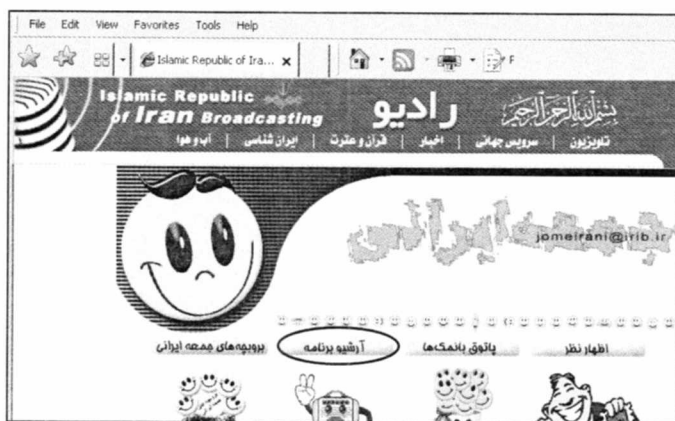 File Edit View Favorites Tools Help
Islamic Republic of Ira... x F
Islamic Republic
of Iran Broadcasting
رادیو
بسم الله الرحمن الرحیم
تلویزیون | سرویس جهانی | اخبار | قرآن و عترت | ایران شناسی | آب و هوا
جمعه ایرانی
jomeirani@irib.ir
اظهار نظر پاتوق بانمک‌ها آرشیو برنامه بروبچه‌های جمعه ایرانی